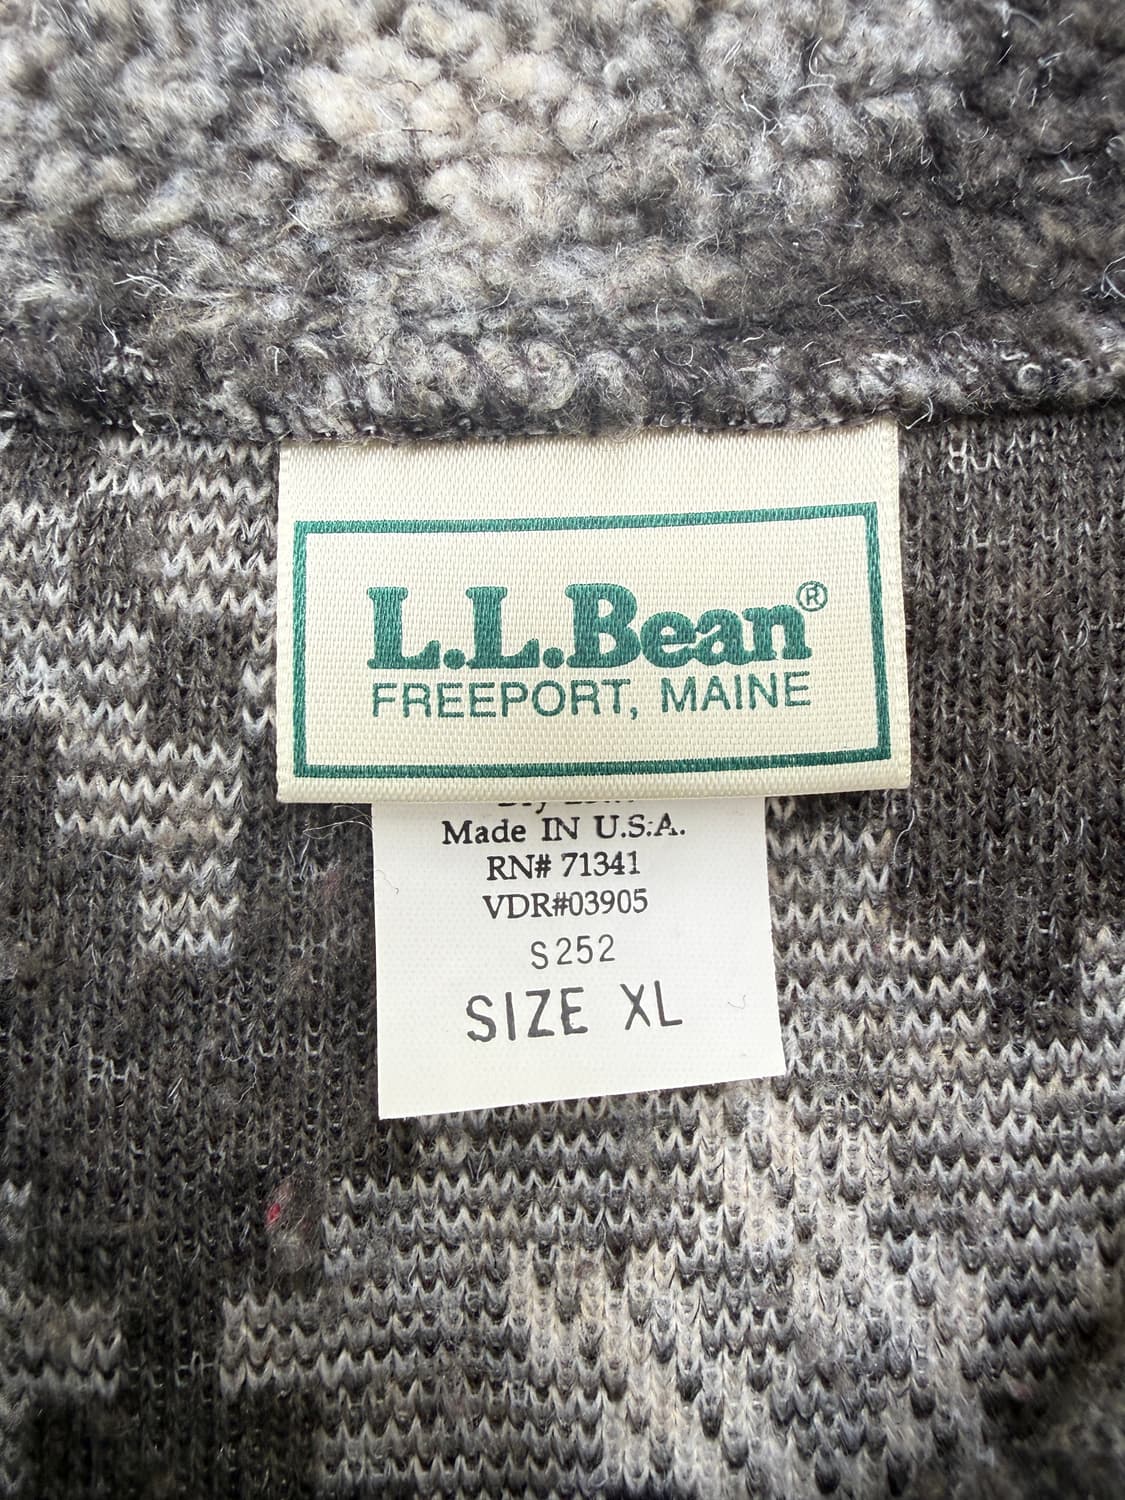 L.L.Bean®
FREEPORT, MAINE
Made IN U.S.A.
RN# 71341
VDR#03905
S252
SIZE XL